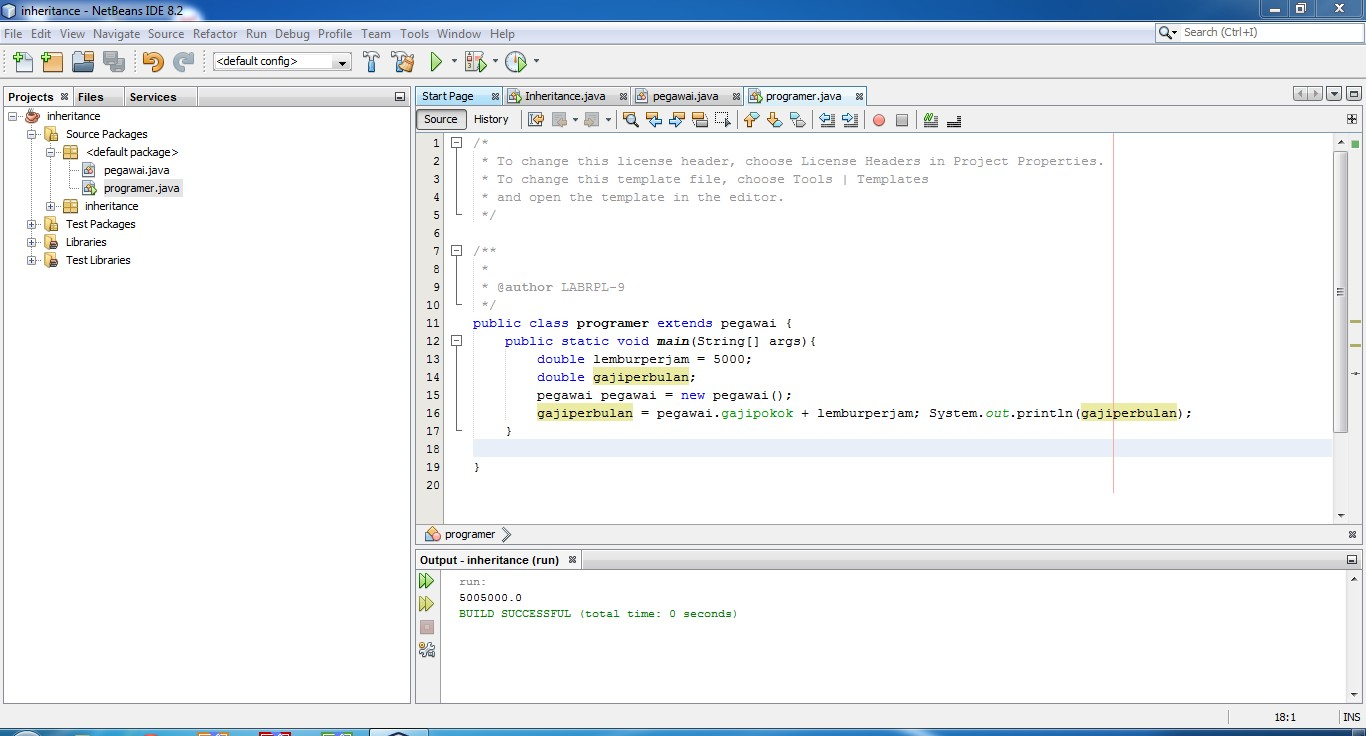 inheritance - NetBeans IDE 8.2
File Edit View Navigate Source Refactor Run Debug Profile Team Tools Window Help
Search (Ctrl+I)
<default config>
Projects Files Services
inheritance
Source Packages
<default package>
pegawai.java
programer.java
inheritance
Test Packages
Libraries
Test Libraries
Start Page Inheritance.java pegawai.java programer.java
Source History
1 /*
2 * To change this license header, choose License Headers in Project Properties.
3 * To change this template file, choose Tools | Templates
4 * and open the template in the editor.
5 */
6
7 /**
8 *
9 * @author LABRPL-9
10 */
11 public class programer extends pegawai {
12 public static void main(String[] args){
13 double lemburperjam = 5000;
14 double gajiperbulan;
15 pegawai pegawai = new pegawai();
16 gajiperbulan = pegawai.gajipokok + lemburperjam; System.out.println(gajiperbulan);
17 }
18
19 }
20
programer
Output - inheritance (run)
run:
5005000.0
BUILD SUCCESSFUL (total time: 0 seconds)
18:1 INS